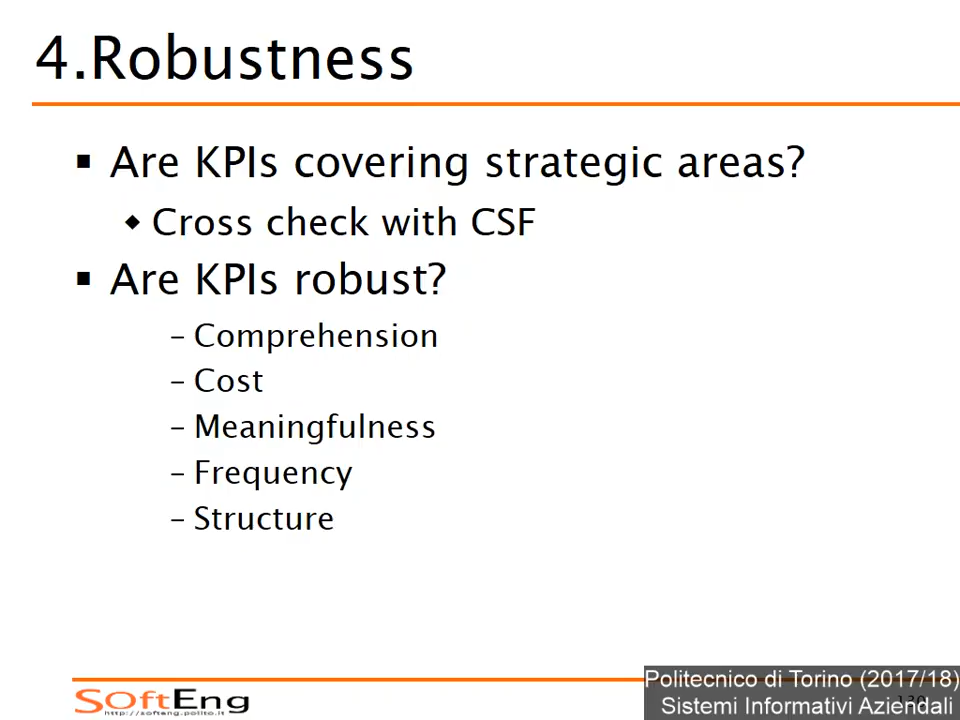 4.Robustness
Are KPIs covering strategic areas?
Cross check with CSF
Are KPIs robust?
– Comprehension
– Cost
– Meaningfulness
– Frequency
– Structure
SOftEng
http://softeng.polito.it
Politecnico di Torino (2017/18)
Sistemi Informativi Aziendali